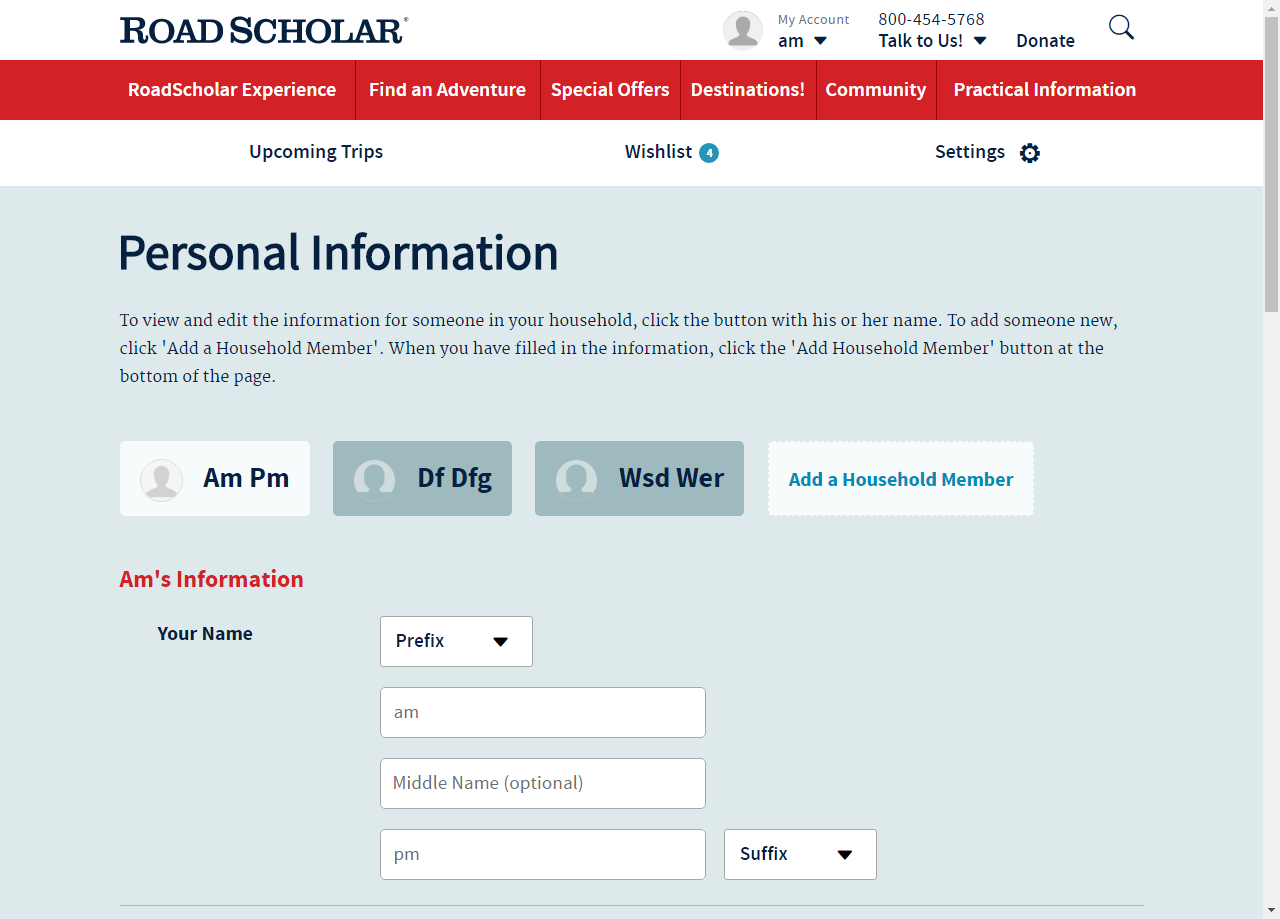 ROAD SCHOLAR®
My Account
am
800-454-5768
Talk to Us!
Donate
RoadScholar Experience
Find an Adventure
Special Offers
Destinations!
Community
Practical Information
Upcoming Trips
Wishlist 4
Settings
Personal Information
To view and edit the information for someone in your household, click the button with his or her name. To add someone new,
click 'Add a Household Member'. When you have filled in the information, click the 'Add Household Member' button at the
bottom of the page.
Am Pm
Df Dfg
Wsd Wer
Add a Household Member
Am's Information
Your Name
Prefix
am
Middle Name (optional)
pm
Suffix